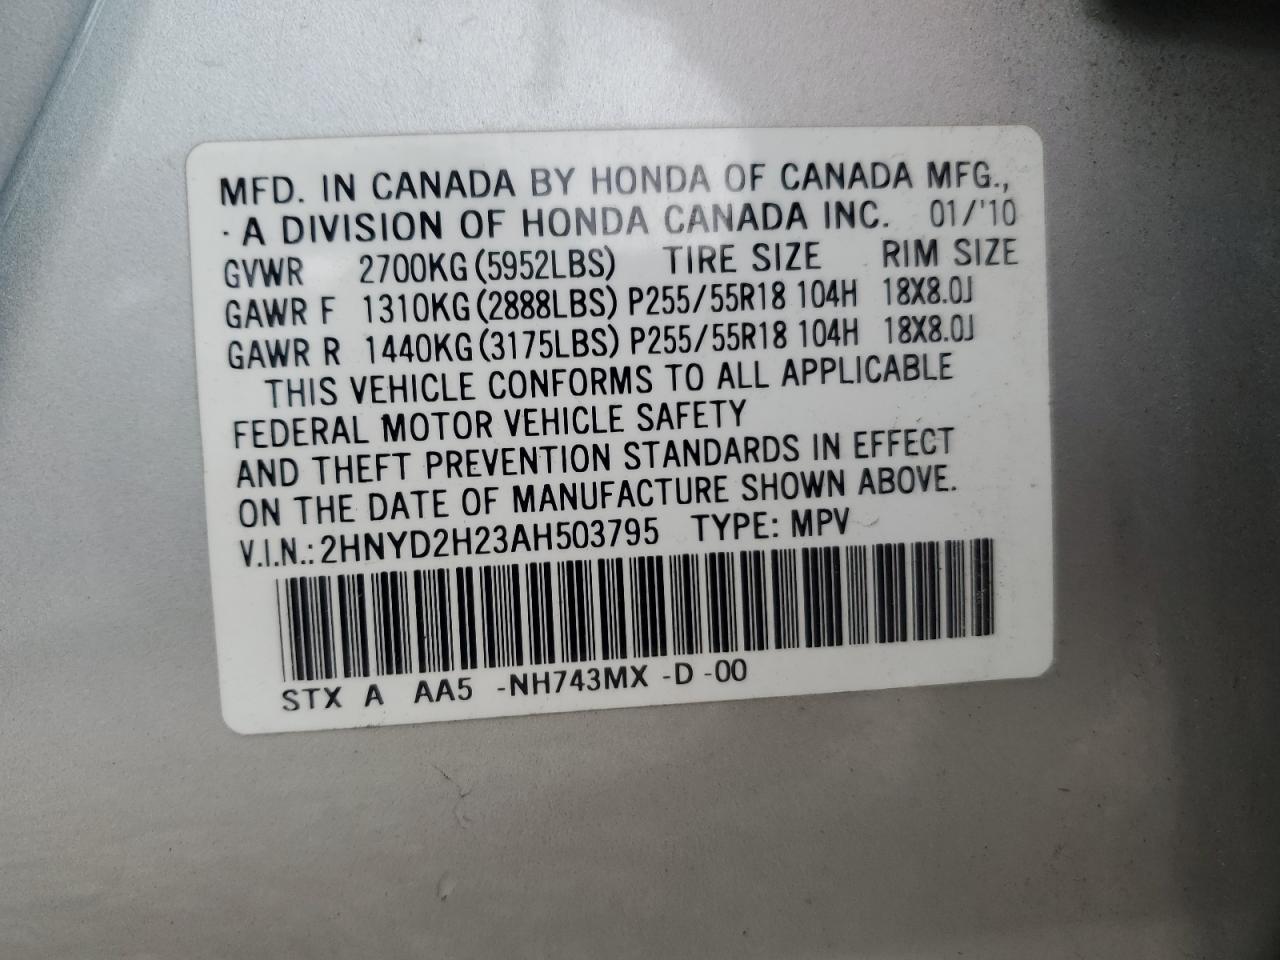 MFD. IN CANADA BY HONDA OF CANADA MFG.,
· A DIVISION OF HONDA CANADA INC. 01/'10
GVWR 2700KG(5952LBS) TIRE SIZE RIM SIZE
GAWR F 1310KG(2888LBS) P255/55R18 104H 18X8.0J
GAWR R 1440KG(3175LBS) P255/55R18 104H 18X8.0J
THIS VEHICLE CONFORMS TO ALL APPLICABLE
FEDERAL MOTOR VEHICLE SAFETY
AND THEFT PREVENTION STANDARDS IN EFFECT
ON THE DATE OF MANUFACTURE SHOWN ABOVE.
V.I.N.: 2HNYD2H23AH503795 TYPE: MPV
STX A AA5 -NH743MX -D -00